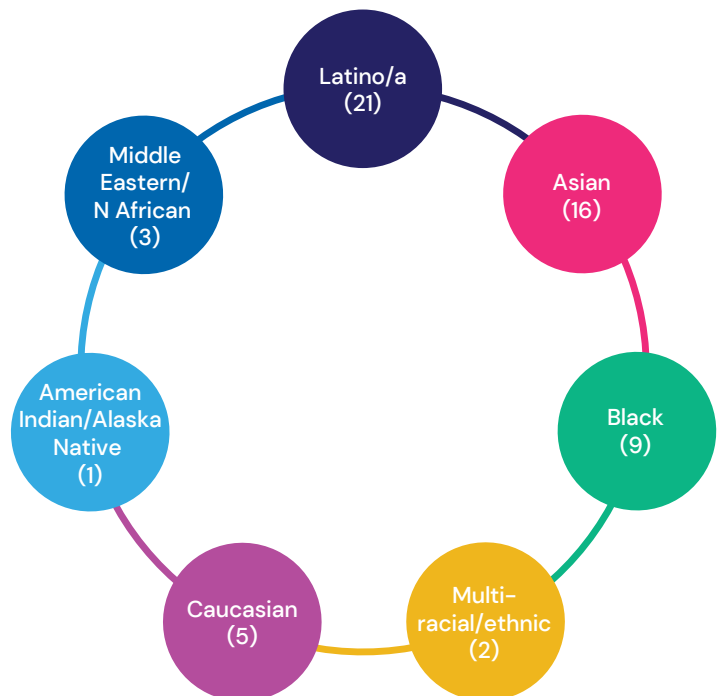 Latino/a
(21)
Asian
(16)
Black
(9)
Multi-
racial/ethnic
(2)
Caucasian
(5)
American
Indian/Alaska
Native
(1)
Middle
Eastern/
N African
(3)